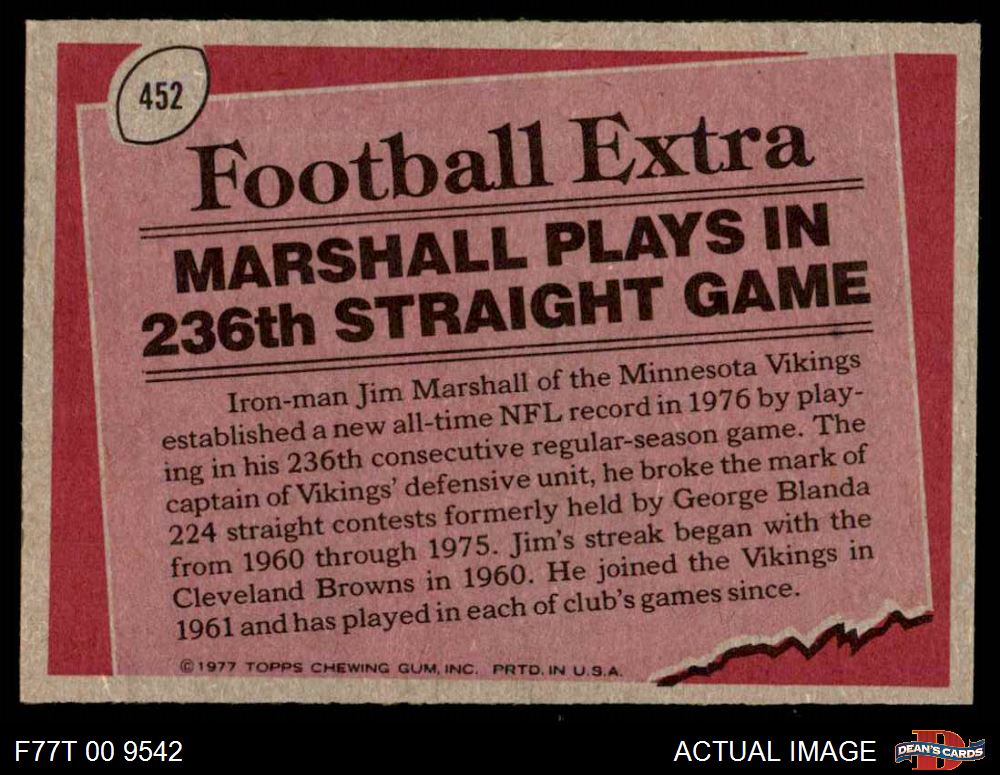 452
Football Extra
MARSHALL PLAYS IN
236th STRAIGHT GAME
Iron-man Jim Marshall of the Minnesota Vikings
established a new all-time NFL record in 1976 by play-
ing in his 236th consecutive regular-season game. The
captain of Vikings' defensive unit, he broke the mark of
224 straight contests formerly held by George Blanda
from 1960 through 1975. Jim's streak began with the
Cleveland Browns in 1960. He joined the Vikings in
1961 and has played in each of club's games since.
©1977 TOPPS CHEWING GUM, INC. PRTD. IN U.S.A.
F77T 00 9542
ACTUAL IMAGE
D
DEAN'S CARDS